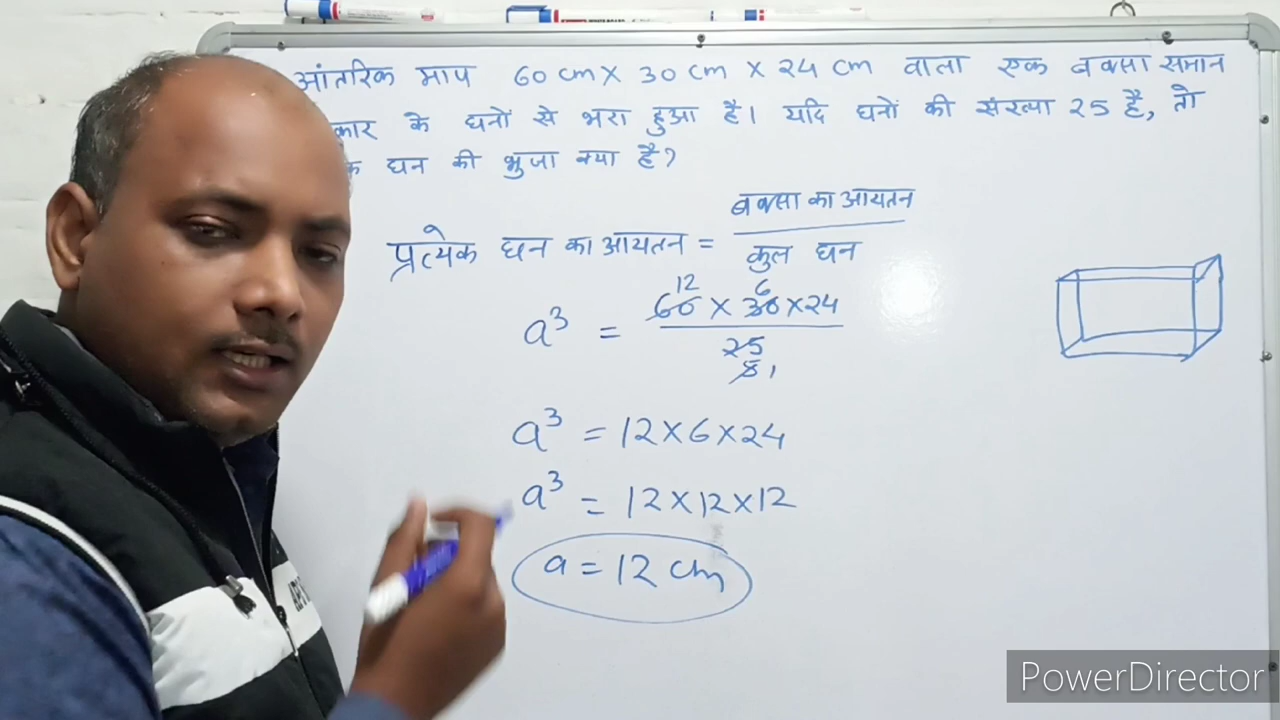 आंतरिक माप 60 cm X 30 cm X 24 cm वाला एक बक्सा समान
कार के घनों से भरा हुआ है। यदि घनों की संख्या 25 है, तो
क घन की भुजा क्या है?
प्रत्येक घन का आयतन = बक्सा का आयतन
कुल घन
12 6
a³ = 60 X 30 X 24
25
5 1
a³ = 12 X 6 X 24
a³ = 12 X 12 X 12
a = 12 cm
PowerDirector